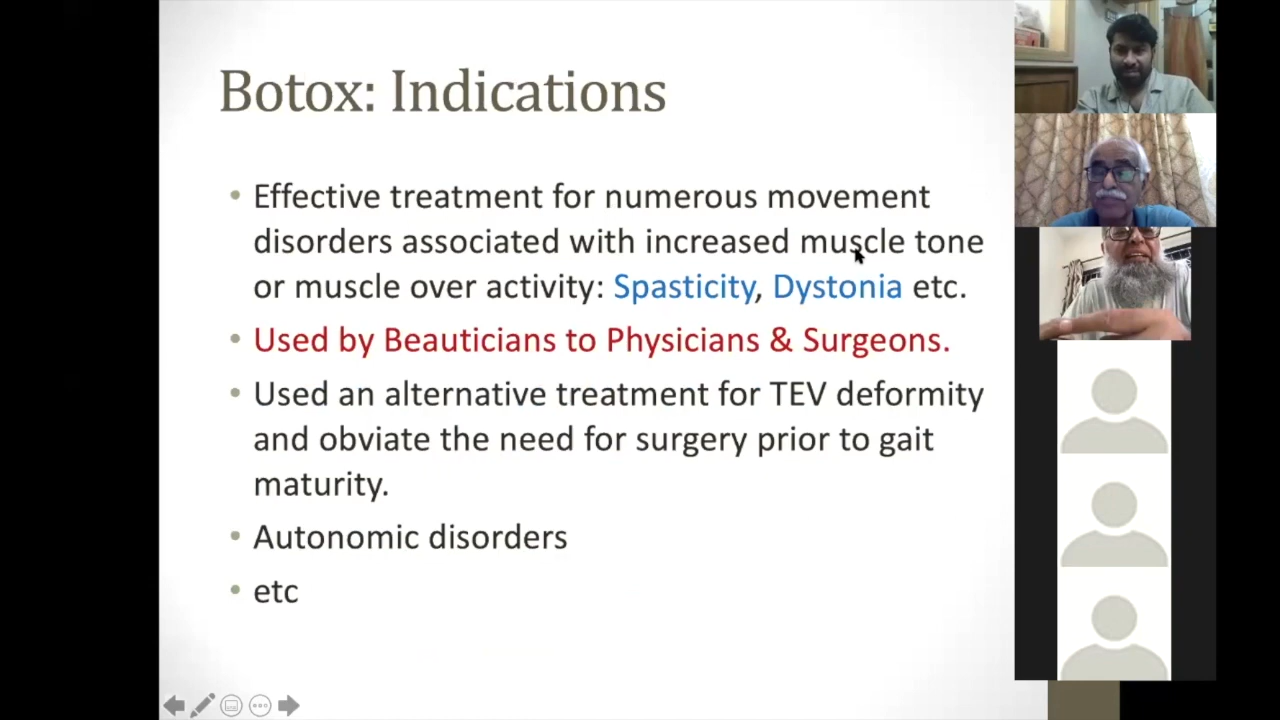 Botox: Indications
• Effective treatment for numerous movement
disorders associated with increased muscle tone
or muscle over activity: Spasticity, Dystonia etc.
• Used by Beauticians to Physicians & Surgeons.
• Used an alternative treatment for TEV deformity
and obviate the need for surgery prior to gait
maturity.
• Autonomic disorders
• etc